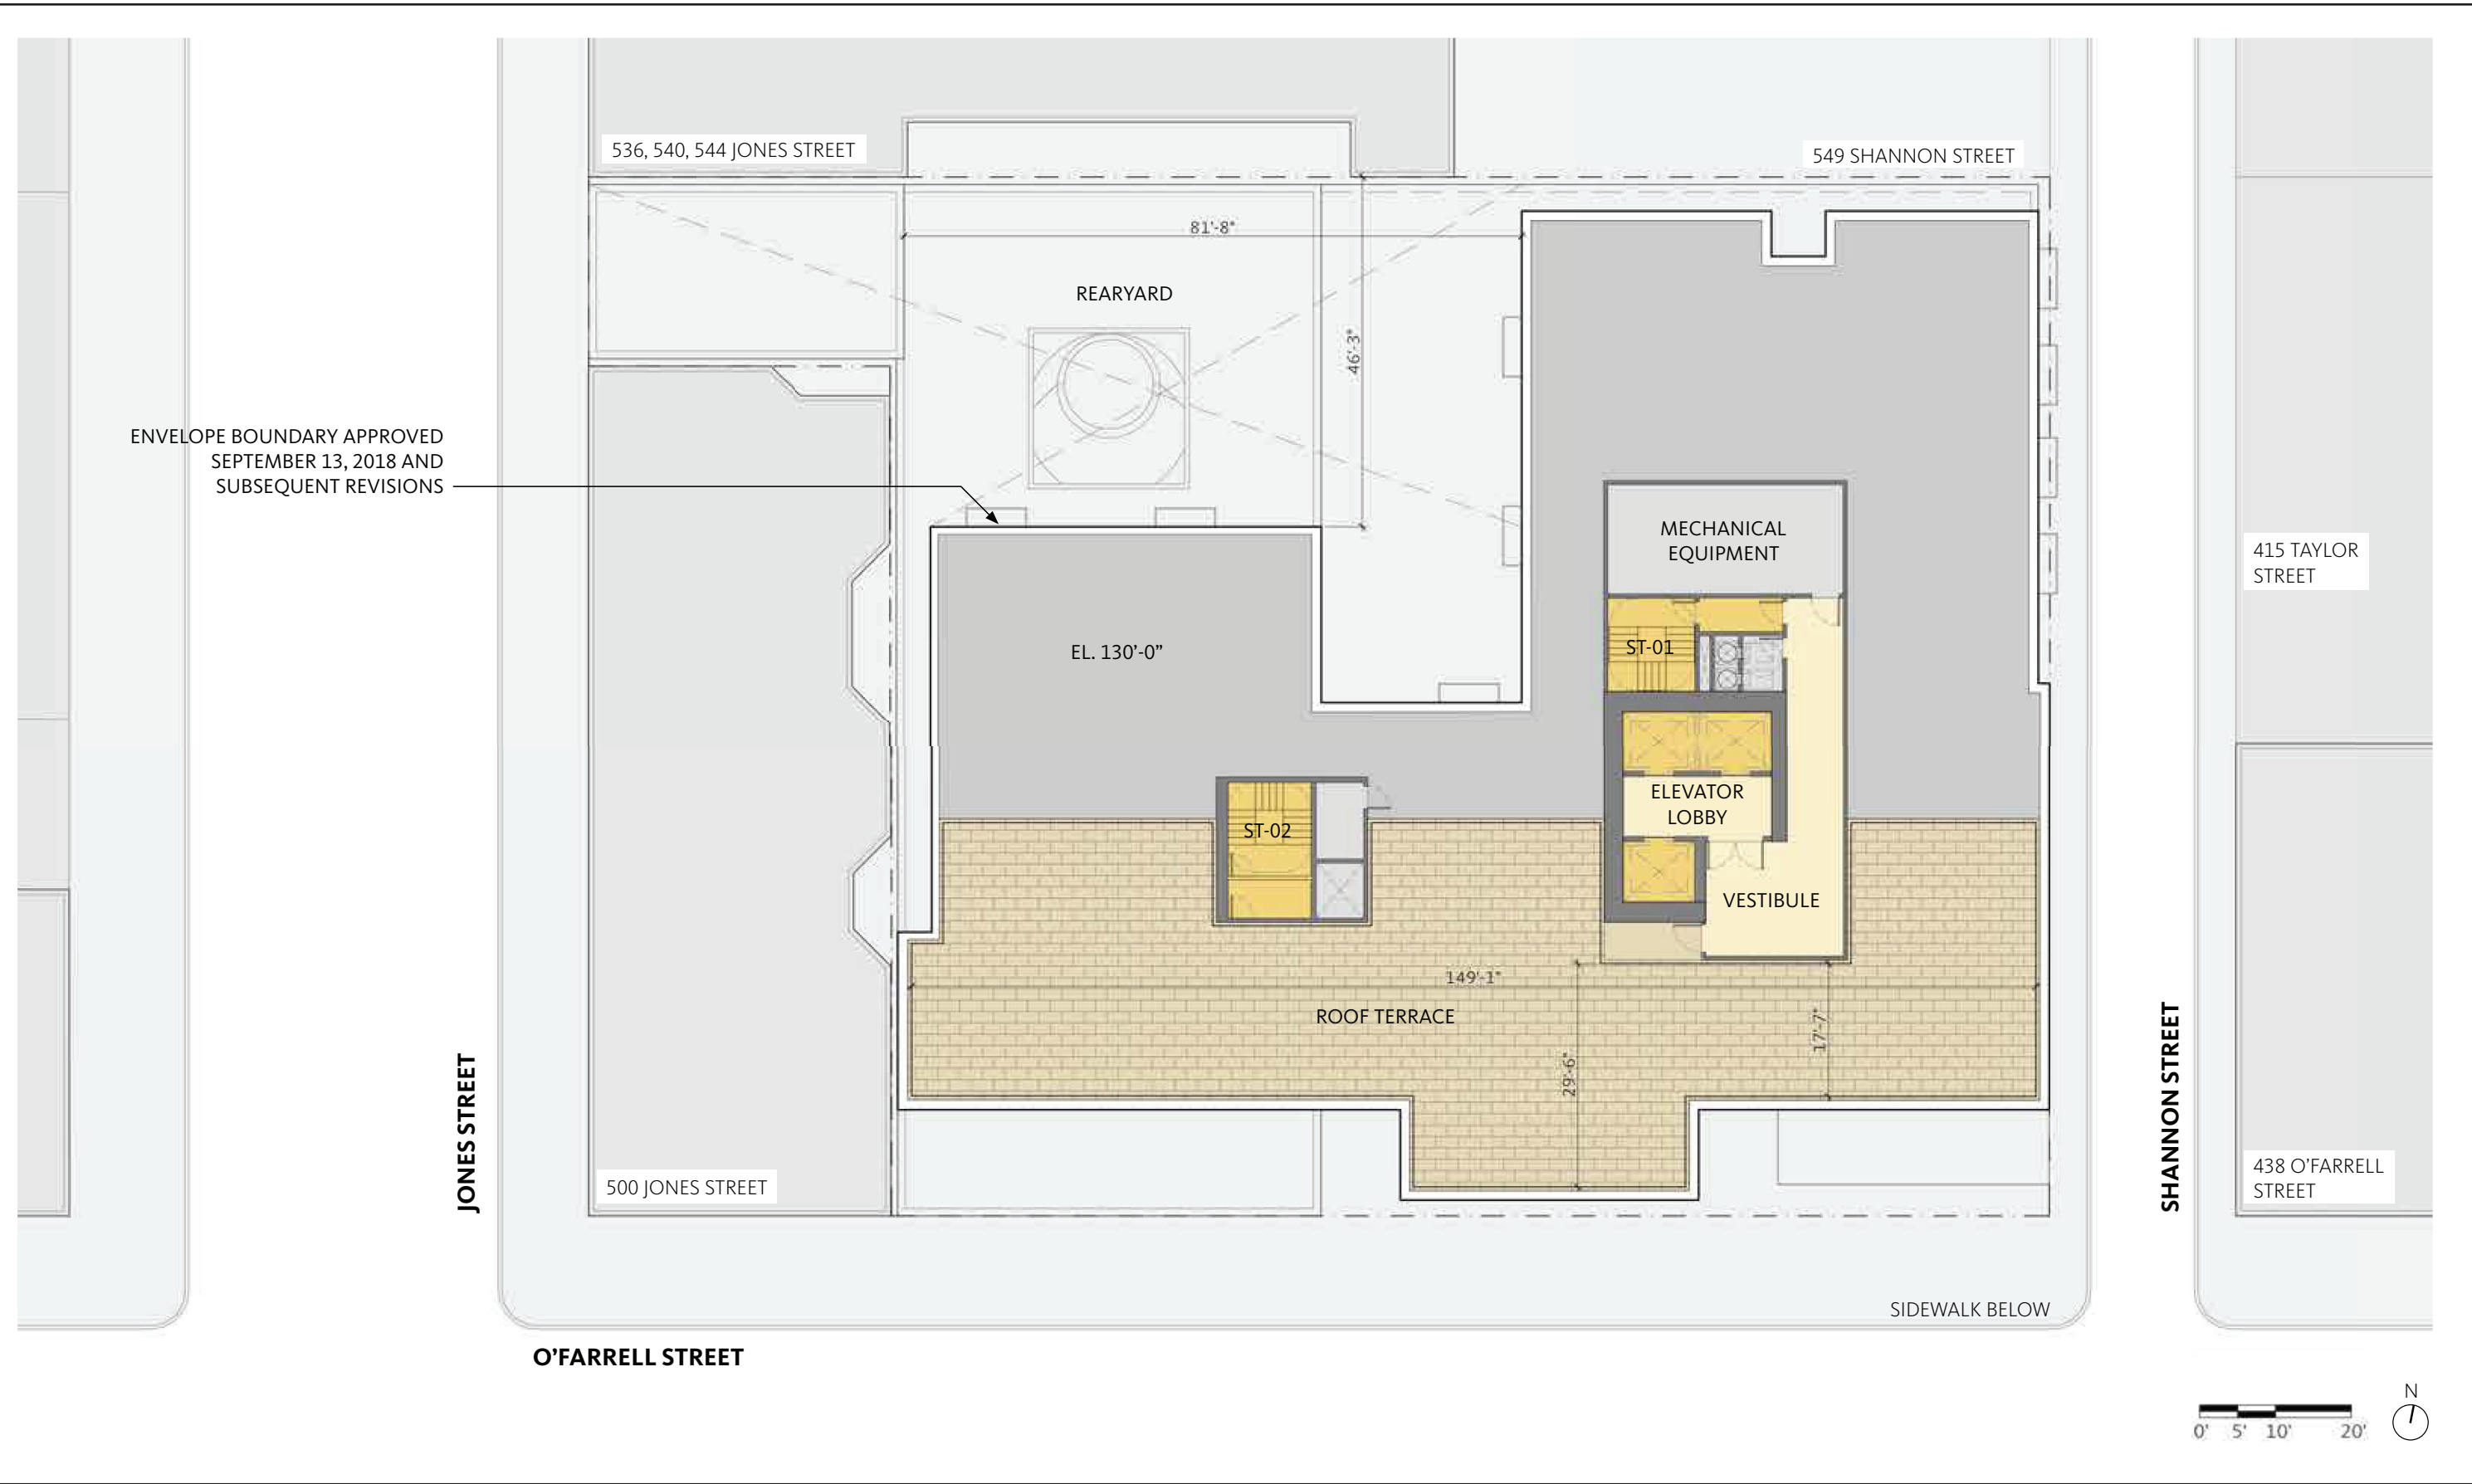 536, 540, 544 JONES STREET
549 SHANNON STREET
81'-8"
REARYARD
46'-3"
ENVELOPE BOUNDARY APPROVED
SEPTEMBER 13, 2018 AND
SUBSEQUENT REVISIONS
MECHANICAL
EQUIPMENT
415 TAYLOR
STREET
EL. 130’-0”
ST-01
ELEVATOR
LOBBY
ST-02
VESTIBULE
149'-1"
ROOF TERRACE
17'-7"
29'-6"
JONES STREET
SHANNON STREET
500 JONES STREET
438 O’FARRELL
STREET
SIDEWALK BELOW
O’FARRELL STREET
N
0' 5' 10' 20'